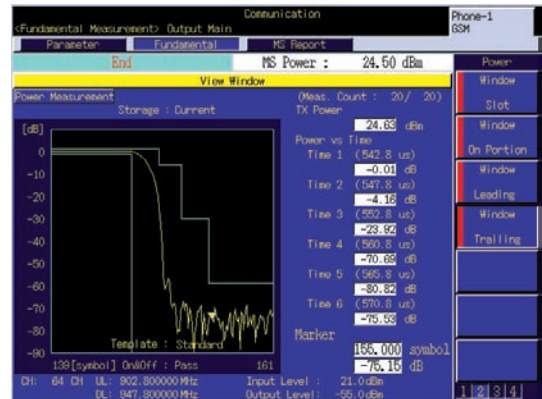 Communication
Phone-1
<Fundamental Measurement> Output Main
GSM
Parameter Fundamental MS Report
End MS Power : 24.50 dBm Power
View Window
Window
Slot
Window
On Portion
Window
Leading
Window
Trailing
Power Measurement (Meas. Count : 20/ 20)
Storage : Current TX Power
24.63 dBm
[dB]
0
-10
-20
-30
-40
-50
-60
-70
-80
-90
Power vs Time
Time 1 (542.8 us)
-0.01 dB
Time 2 (547.8 us)
-4.16 dB
Time 3 (552.8 us)
-23.92 dB
Time 4 (560.8 us)
-70.69 dB
Time 5 (565.8 us)
-80.82 dB
Time 6 (570.8 us)
-75.53 dB
Marker
155.000 symbol
-75.15 dB
Template : Standard
139[symbol] On&Off : Pass 161
CH: 64 CH UL: 902.800000MHz Input Level : 21.0dBm
DL: 947.800000MHz Output Level: -55.0dBm
1 2 3 4